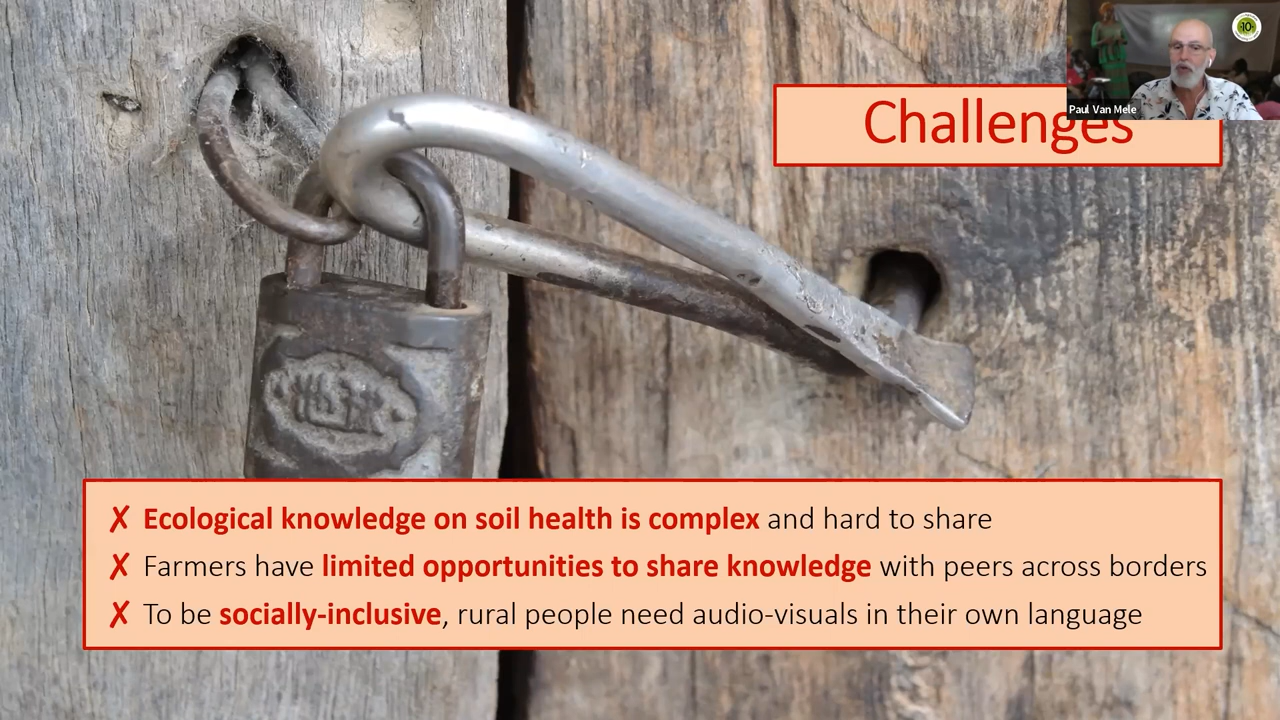 Challenges
10
Paul Van Mele
✗ Ecological knowledge on soil health is complex and hard to share
✗ Farmers have limited opportunities to share knowledge with peers across borders
✗ To be socially-inclusive, rural people need audio-visuals in their own language